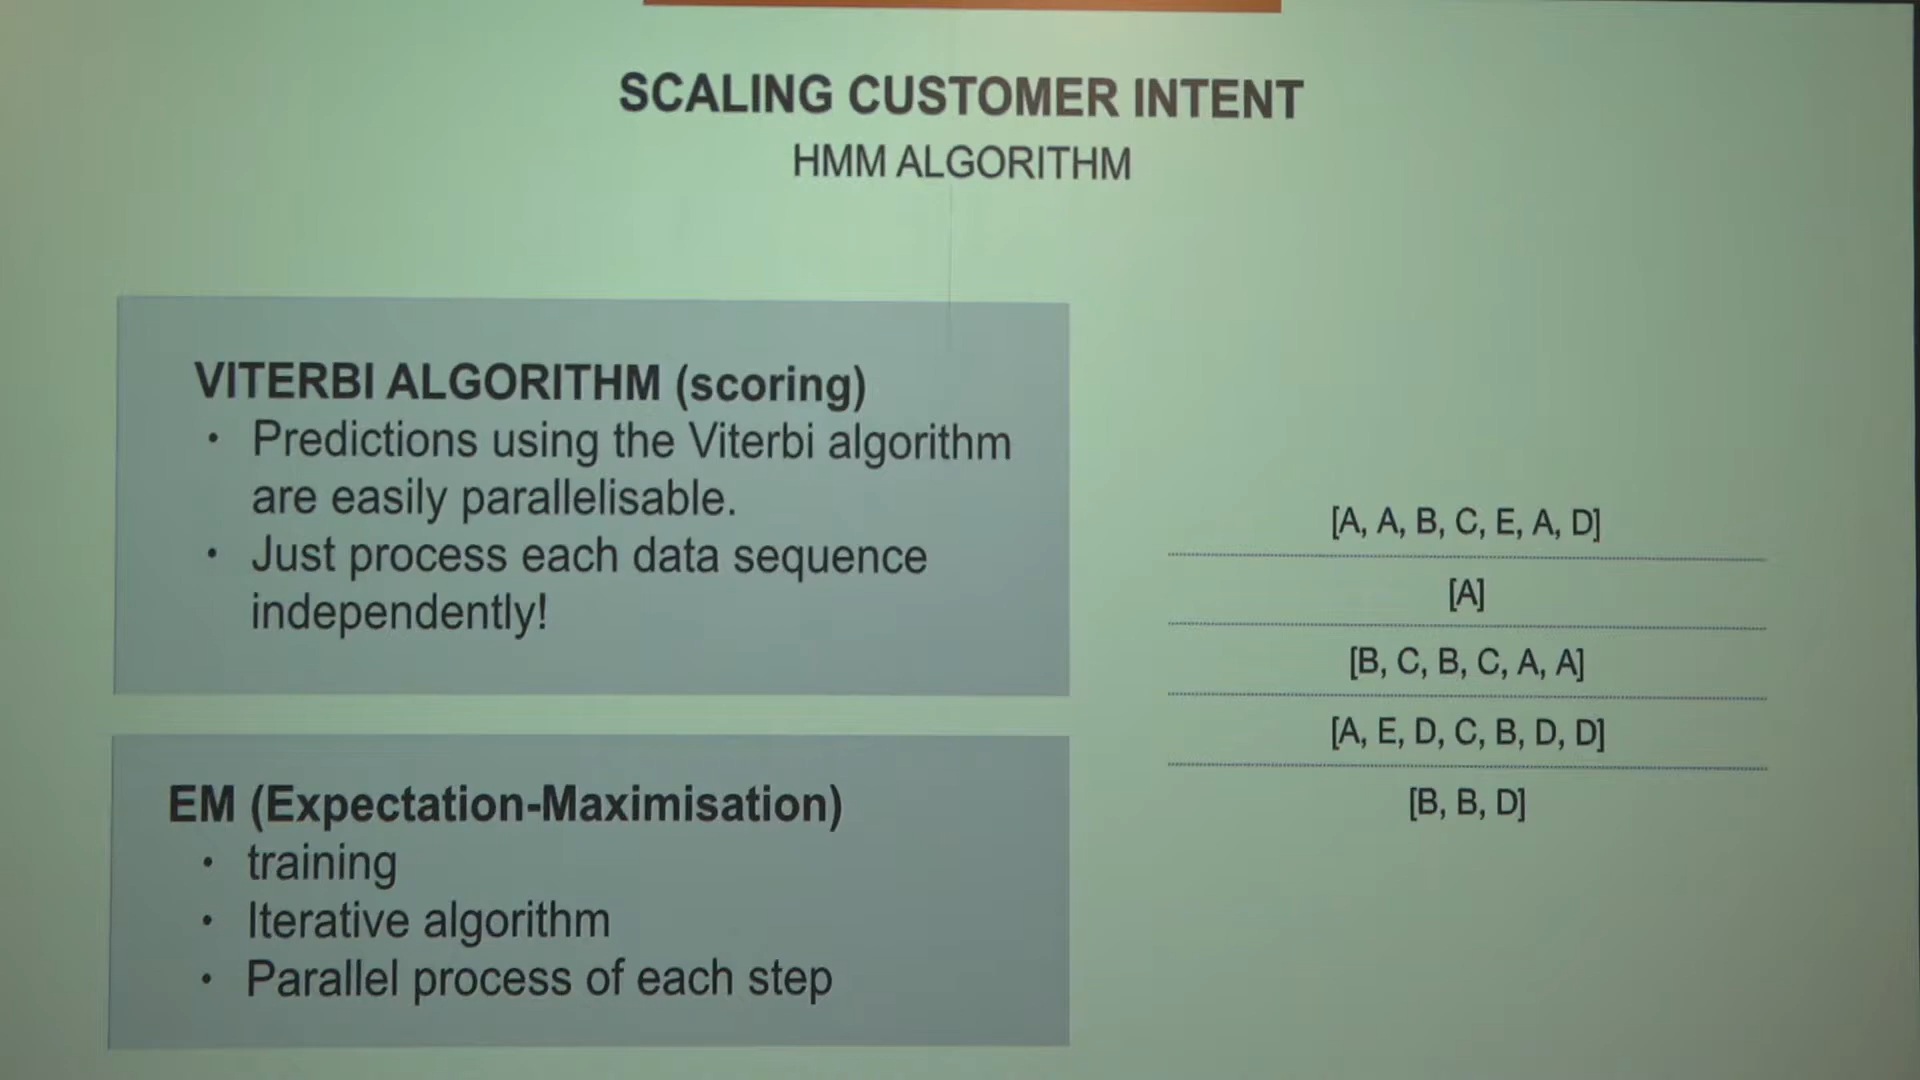 SCALING CUSTOMER INTENT
HMM ALGORITHM
VITERBI ALGORITHM (scoring)
• Predictions using the Viterbi algorithm
are easily parallelisable.
• Just process each data sequence
independently!
EM (Expectation-Maximisation)
• training
• Iterative algorithm
• Parallel process of each step
[A, A, B, C, E, A, D]
[A]
[B, C, B, C, A, A]
[A, E, D, C, B, D, D]
[B, B, D]